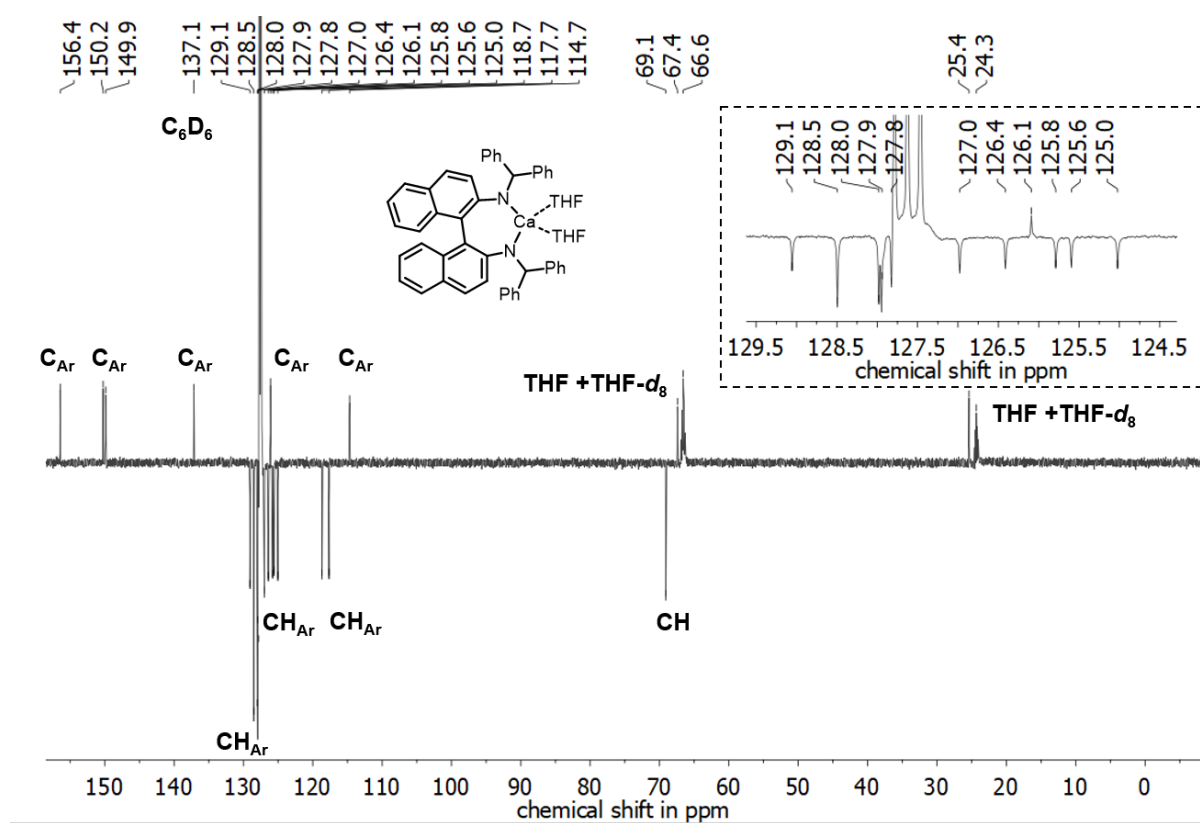 156.4 150.2 149.9 137.1 129.1 128.5 128.0 127.9 127.8 127.0 126.4 126.1 125.8 125.6 125.0 118.7 117.7 114.7 69.1 67.4 66.6 25.4 24.3
C6D6
129.1 128.5 128.0 127.9 127.8 127.0 126.4 126.1 125.8 125.6 125.0
129.5 128.5 127.5 126.5 125.5 124.5
chemical shift in ppm
Ph
Ph
N
THF
Ca
THF
N
Ph
Ph
CAr CAr CAr CAr CAr
THF +THF-d8
THF +THF-d8
CHAr CHAr CH
CHAr
150 140 130 120 110 100 90 80 70 60 50 40 30 20 10 0
chemical shift in ppm